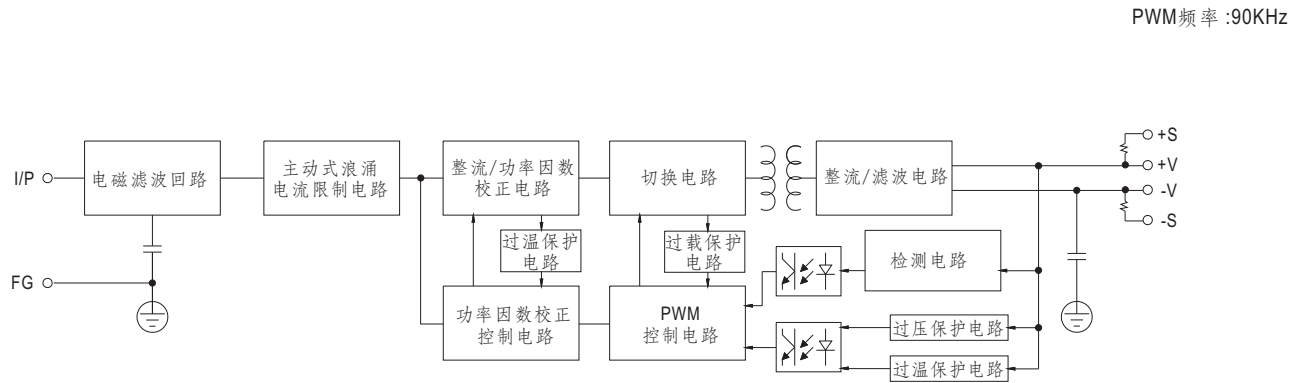 PWM频率 :90KHz
I/P
电磁滤波回路
主动式浪涌
电流限制电路
整流/功率因数
校正电路
切换电路
整流/滤波电路
+S
+V
-V
-S
FG
过温保护
电路
过载保护
电路
检测电路
功率因数校正
控制电路
PWM
控制电路
过压保护电路
过温保护电路